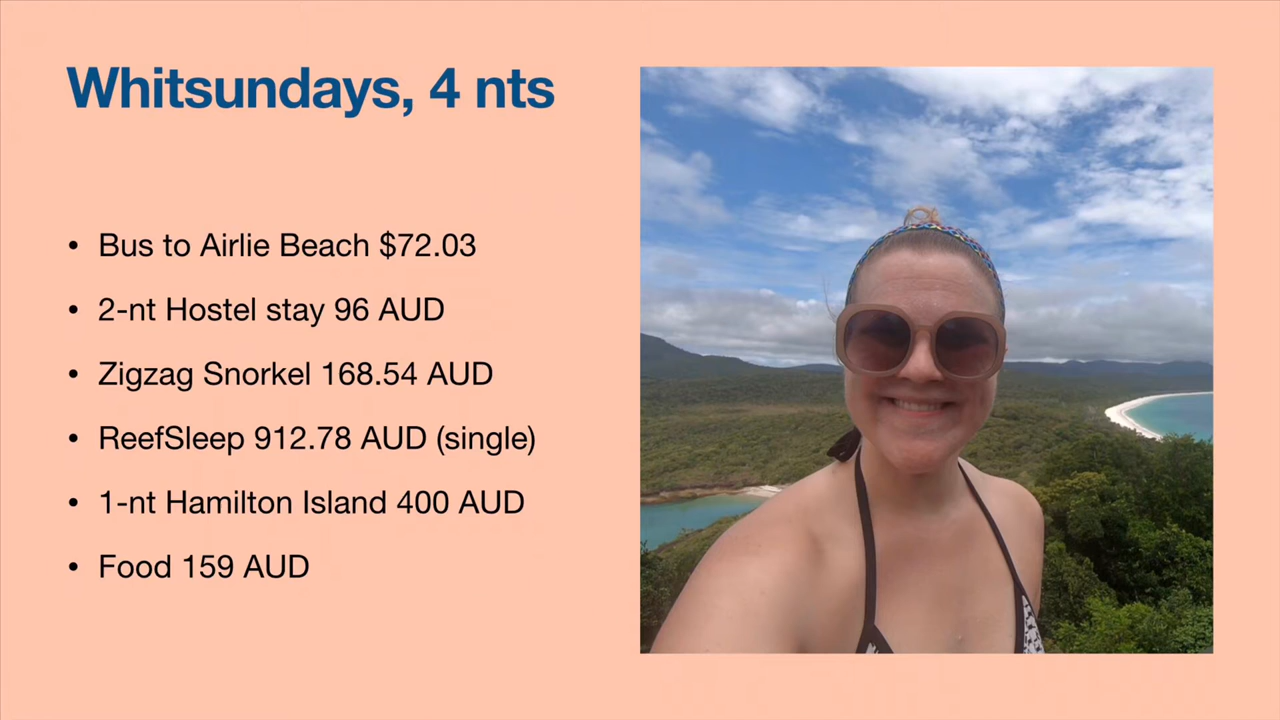 Whitsundays, 4 nts
• Bus to Airlie Beach $72.03
• 2-nt Hostel stay 96 AUD
• Zigzag Snorkel 168.54 AUD
• ReefSleep 912.78 AUD (single)
• 1-nt Hamilton Island 400 AUD
• Food 159 AUD